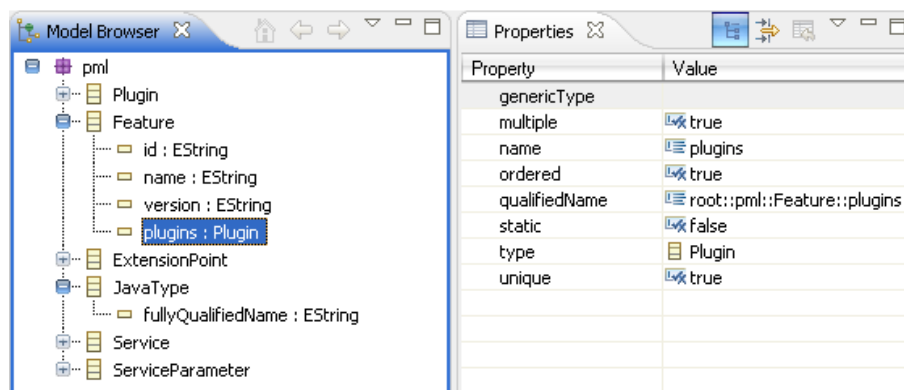 Model Browser
pml
Plugin
Feature
id : EString
name : EString
version : EString
plugins : Plugin
ExtensionPoint
JavaType
fullyQualifiedName : EString
Service
ServiceParameter
Properties
Property Value
genericType
multiple true
name plugins
ordered true
qualifiedName root::pml::Feature::plugins
static false
type Plugin
unique true